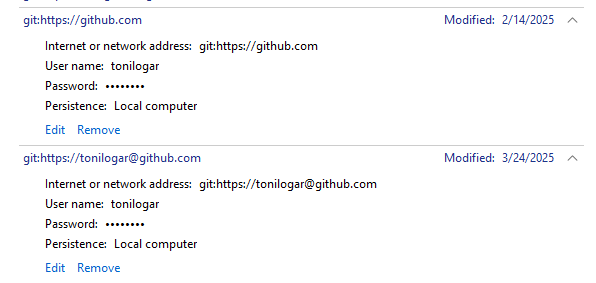 git:https://github.com Modified: 2/14/2025
Internet or network address: git:https://github.com
User name: tonilogar
Password: ••••••••
Persistence: Local computer
Edit Remove
git:https://tonilogar@github.com Modified: 3/24/2025
Internet or network address: git:https://tonilogar@github.com
User name: tonilogar
Password: ••••••••
Persistence: Local computer
Edit Remove